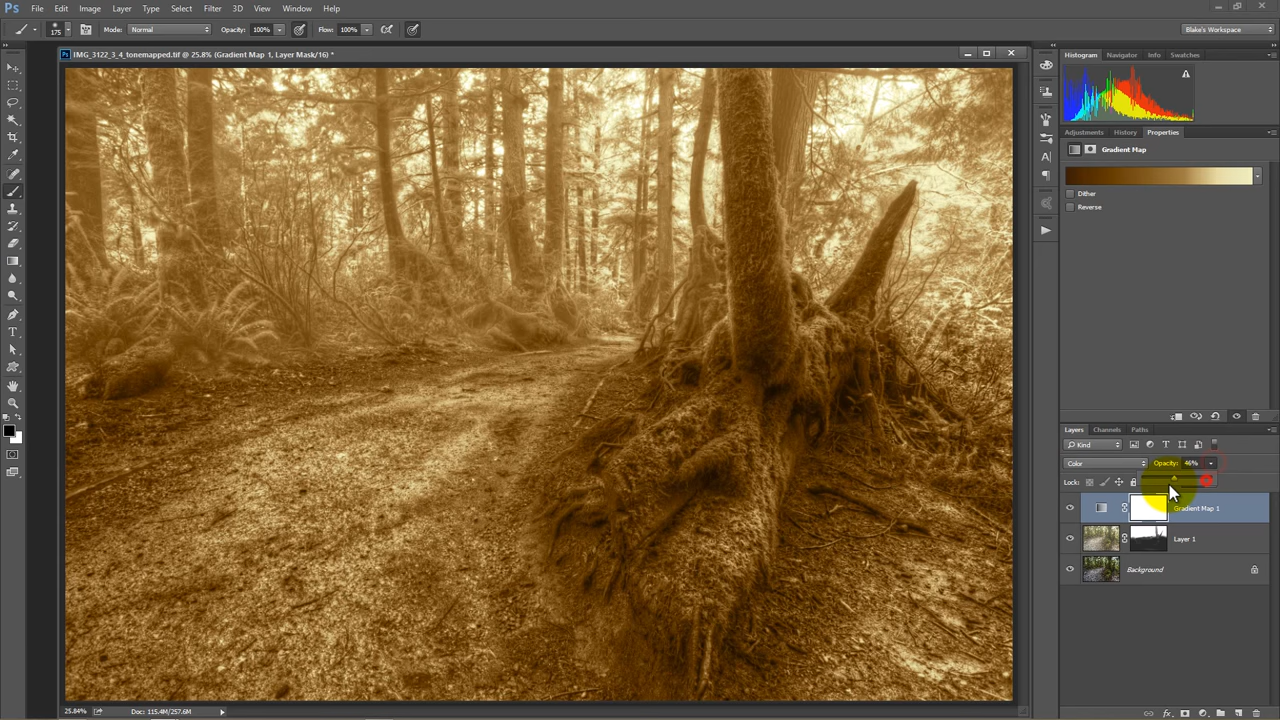 Ps File Edit Image Layer Type Select Filter 3D View Window Help
175 Mode: Normal Opacity: 100% Flow: 100% Blake's Workspace
Ps IMG_3122_3_4_tonemapped.tif @ 25.8% (Gradient Map 1, Layer Mask/16) *
Histogram Navigator Info Swatches
Adjustments History Properties
Gradient Map
Dither
Reverse
Layers Channels Paths
Kind
Color Opacity: 46%
Lock:
Gradient Map 1
Layer 1
Background
25.84% Doc: 115.4M/257.6M